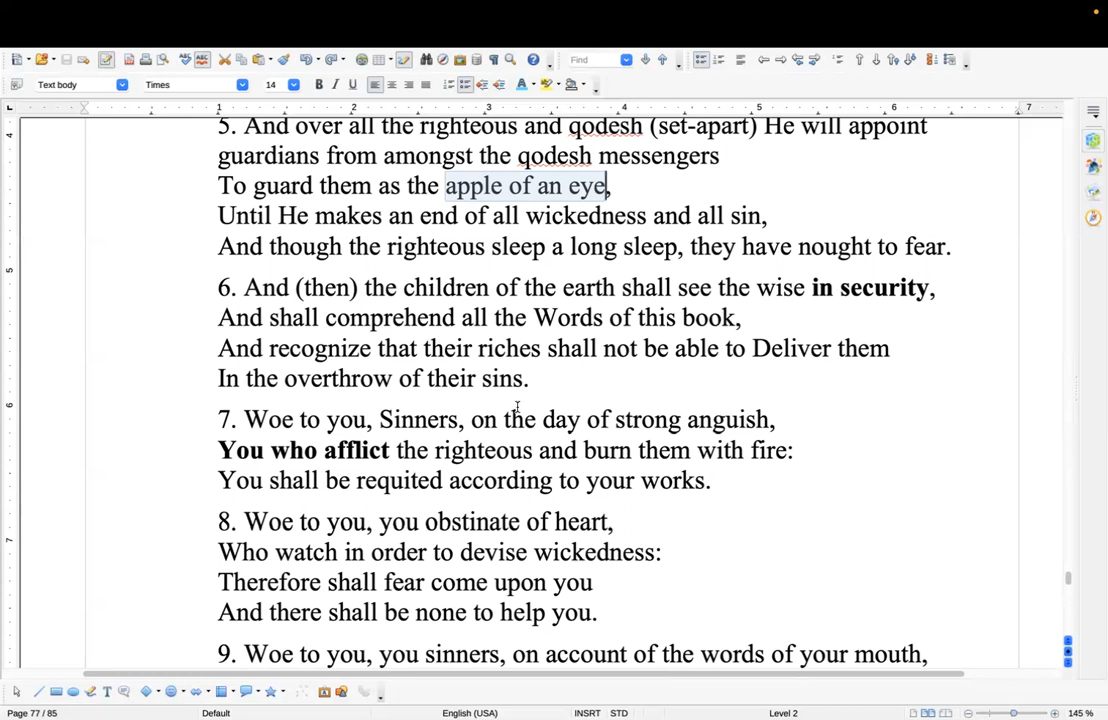 Find
Text body
Times
14
1 2 3 4 5 6 7
5. And over all the righteous and qodesh (set-apart) He will appoint
guardians from amongst the qodesh messengers
To guard them as the apple of an eye,
Until He makes an end of all wickedness and all sin,
And though the righteous sleep a long sleep, they have nought to fear.
6. And (then) the children of the earth shall see the wise in security,
And shall comprehend all the Words of this book,
And recognize that their riches shall not be able to Deliver them
In the overthrow of their sins.
7. Woe to you, Sinners, on the day of strong anguish,
You who afflict the righteous and burn them with fire:
You shall be requited according to your works.
8. Woe to you, you obstinate of heart,
Who watch in order to devise wickedness:
Therefore shall fear come upon you
And there shall be none to help you.
9. Woe to you, you sinners, on account of the words of your mouth,
Page 77 / 85
Default
English (USA)
INSRT
STD
Level 2
145 %